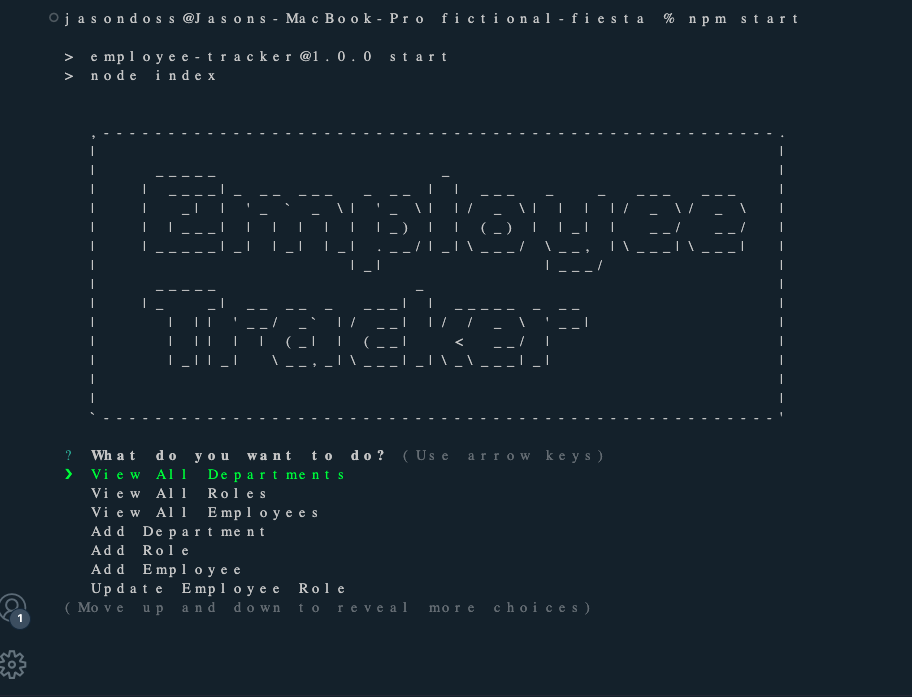 jasondoss@Jasons-MacBook-Pro fictional-fiesta % npm start
> employee-tracker@1.0.0 start
> node index
Employee
Tracker
? What do you want to do? (Use arrow keys)
❯ View All Departments
View All Roles
View All Employees
Add Department
Add Role
Add Employee
Update Employee Role
(Move up and down to reveal more choices)
1